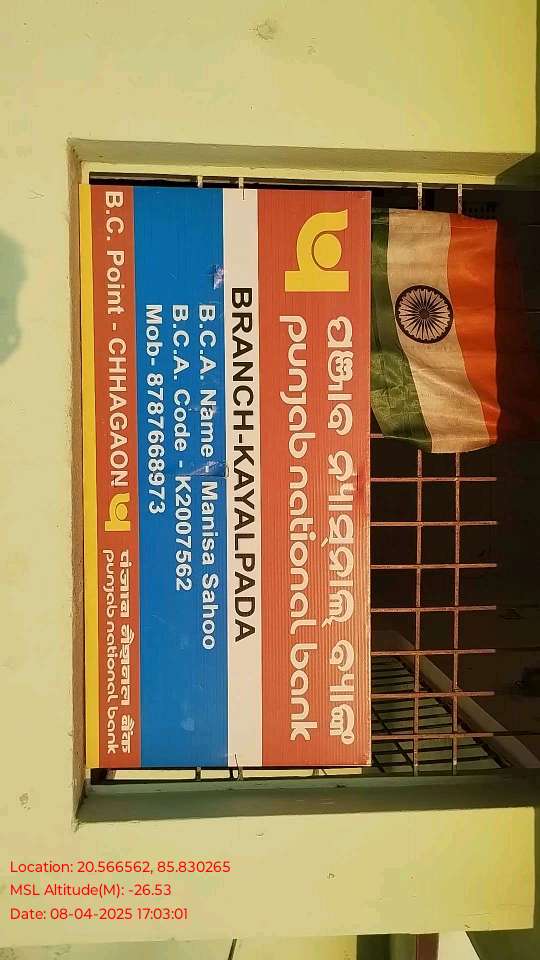 ପଞ୍ଜାବ ନ୍ୟାସନାଲ୍ ବ୍ୟାଙ୍କ
punjab national bank
BRANCH-KAYALPADA
B.C.A. Name - Manisa Sahoo
B.C.A. Code - K2007562
Mob- 8787668973
B.C. Point - CHHAGAON
पंजाब नैशनल बैंक
punjab national bank
Location: 20.566562, 85.830265
MSL Altitude(M): -26.53
Date: 08-04-2025 17:03:01